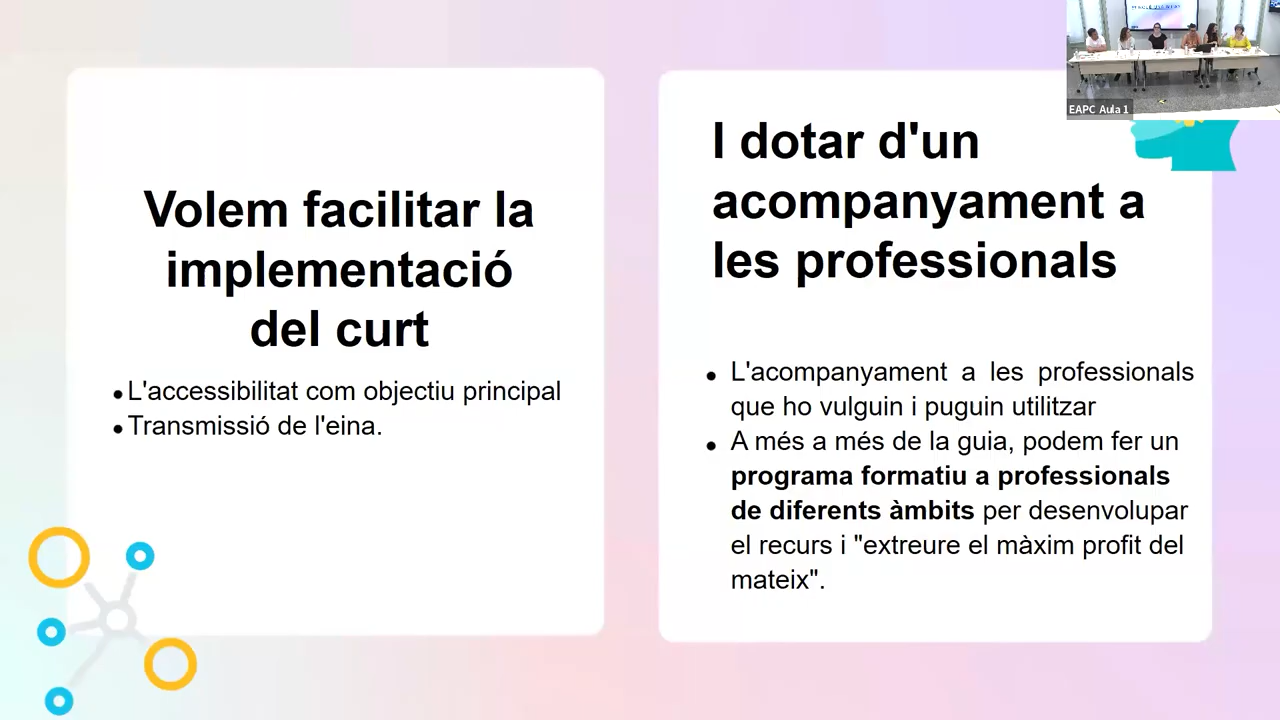 Volem facilitar la
implementació
del curt
L'accessibilitat com objectiu principal
Transmissió de l'eina.
I dotar d'un
acompanyament a
les professionals
L'acompanyament a les professionals
que ho vulguin i puguin utilitzar
A més a més de la guia, podem fer un
programa formatiu a professionals
de diferents àmbits per desenvolupar
el recurs i "extreure el màxim profit del
mateix".
EAPC Aula 1